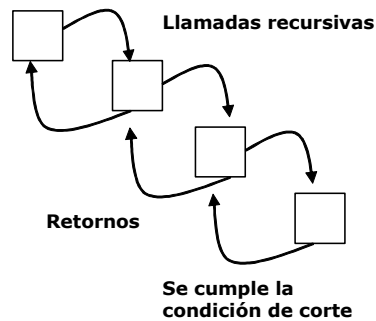 Llamadas recursivas
Retornos
Se cumple la
condición de corte